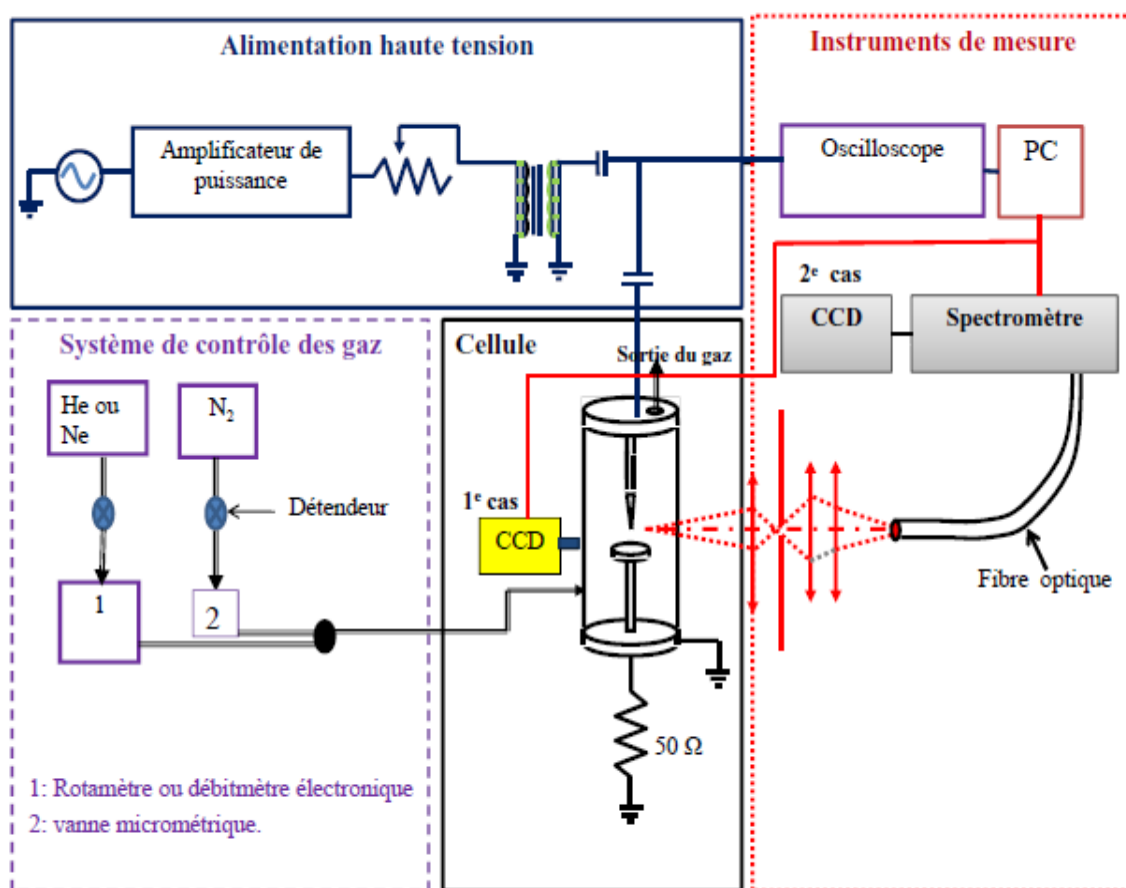 Alimentation haute tension
Amplificateur de
puissance
Instruments de mesure
Oscilloscope
PC
2e cas
CCD
Spectromètre
Fibre optique
Système de contrôle des gaz
He ou
Ne
N2
Détendeur
1
2
1: Rotamètre ou débitmètre électronique
2: vanne micrométrique.
Cellule
Sortie du gaz
1e cas
CCD
50 Ω